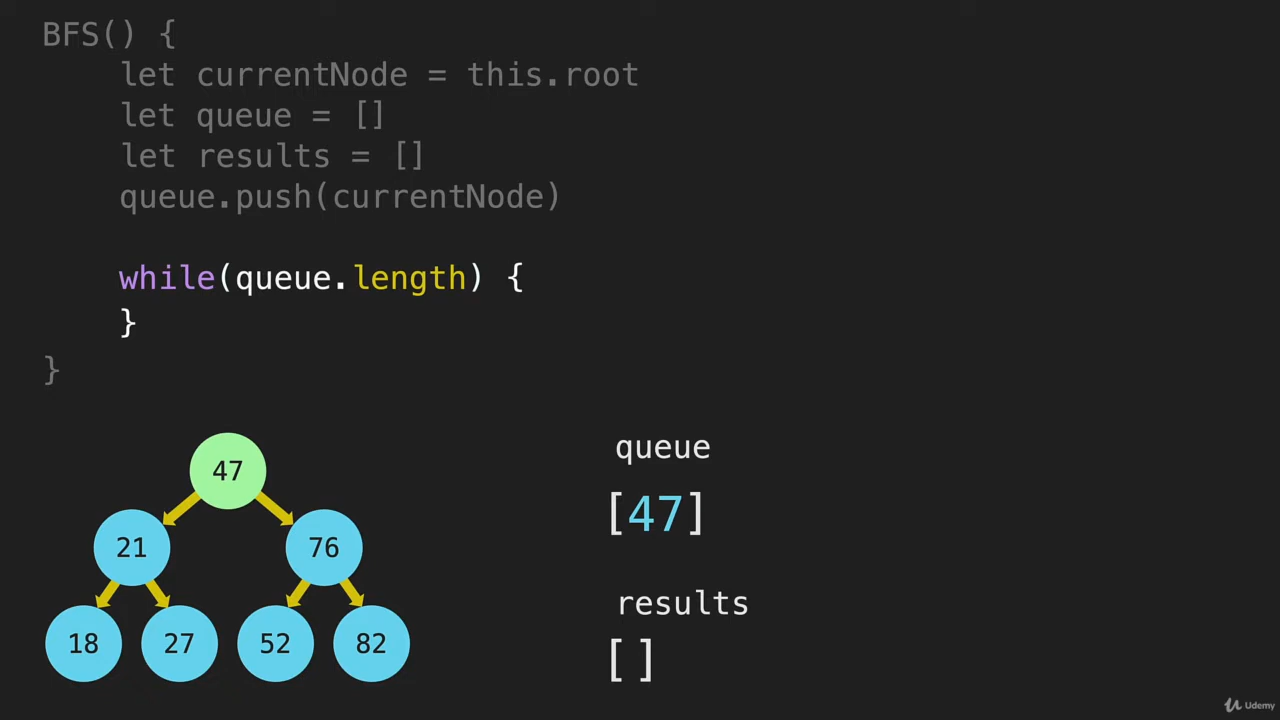 BFS() {
let currentNode = this.root
let queue = []
let results = []
queue.push(currentNode)
while(queue.length) {
}
}
47
21
76
18
27
52
82
queue
[47]
results
[ ]
Udemy